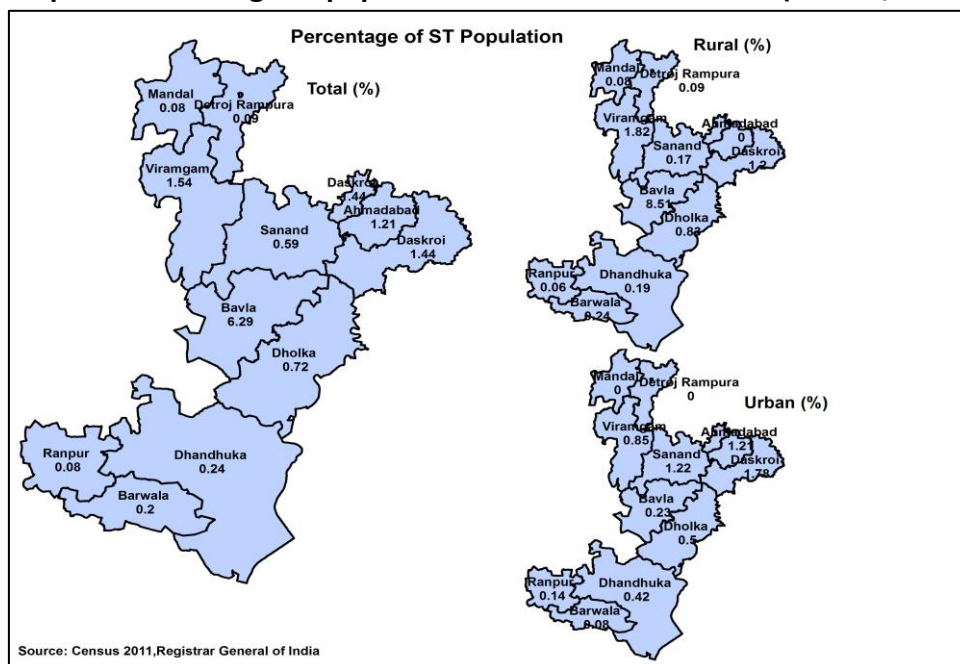 Percentage of ST Population
Total (%)
Mandal
0.08
Detroj Rampura
0.09
Viramgam
1.54
Daskroi
1.44
Ahmadabad
1.21
Sanand
0.59
Daskroi
1.44
Bavla
6.29
Dholka
0.72
Ranpur
0.08
Dhandhuka
0.24
Barwala
0.2
Rural (%)
Mandal
0.08
Detroj Rampura
0.09
Viramgam
1.82
Ahmadabad
0
Sanand
0.17
Daskroi
1.2
Bavla
8.51
Dholka
0.83
Ranpur
0.06
Dhandhuka
0.19
Barwala
0.24
Urban (%)
Mandal
0
Detroj Rampura
0
Viramgam
0.85
Ahmadabad
1.21
Sanand
1.22
Daskroi
1.78
Bavla
0.23
Dholka
0.5
Ranpur
0.14
Dhandhuka
0.42
Barwala
0.08
Source: Census 2011,Registrar General of India